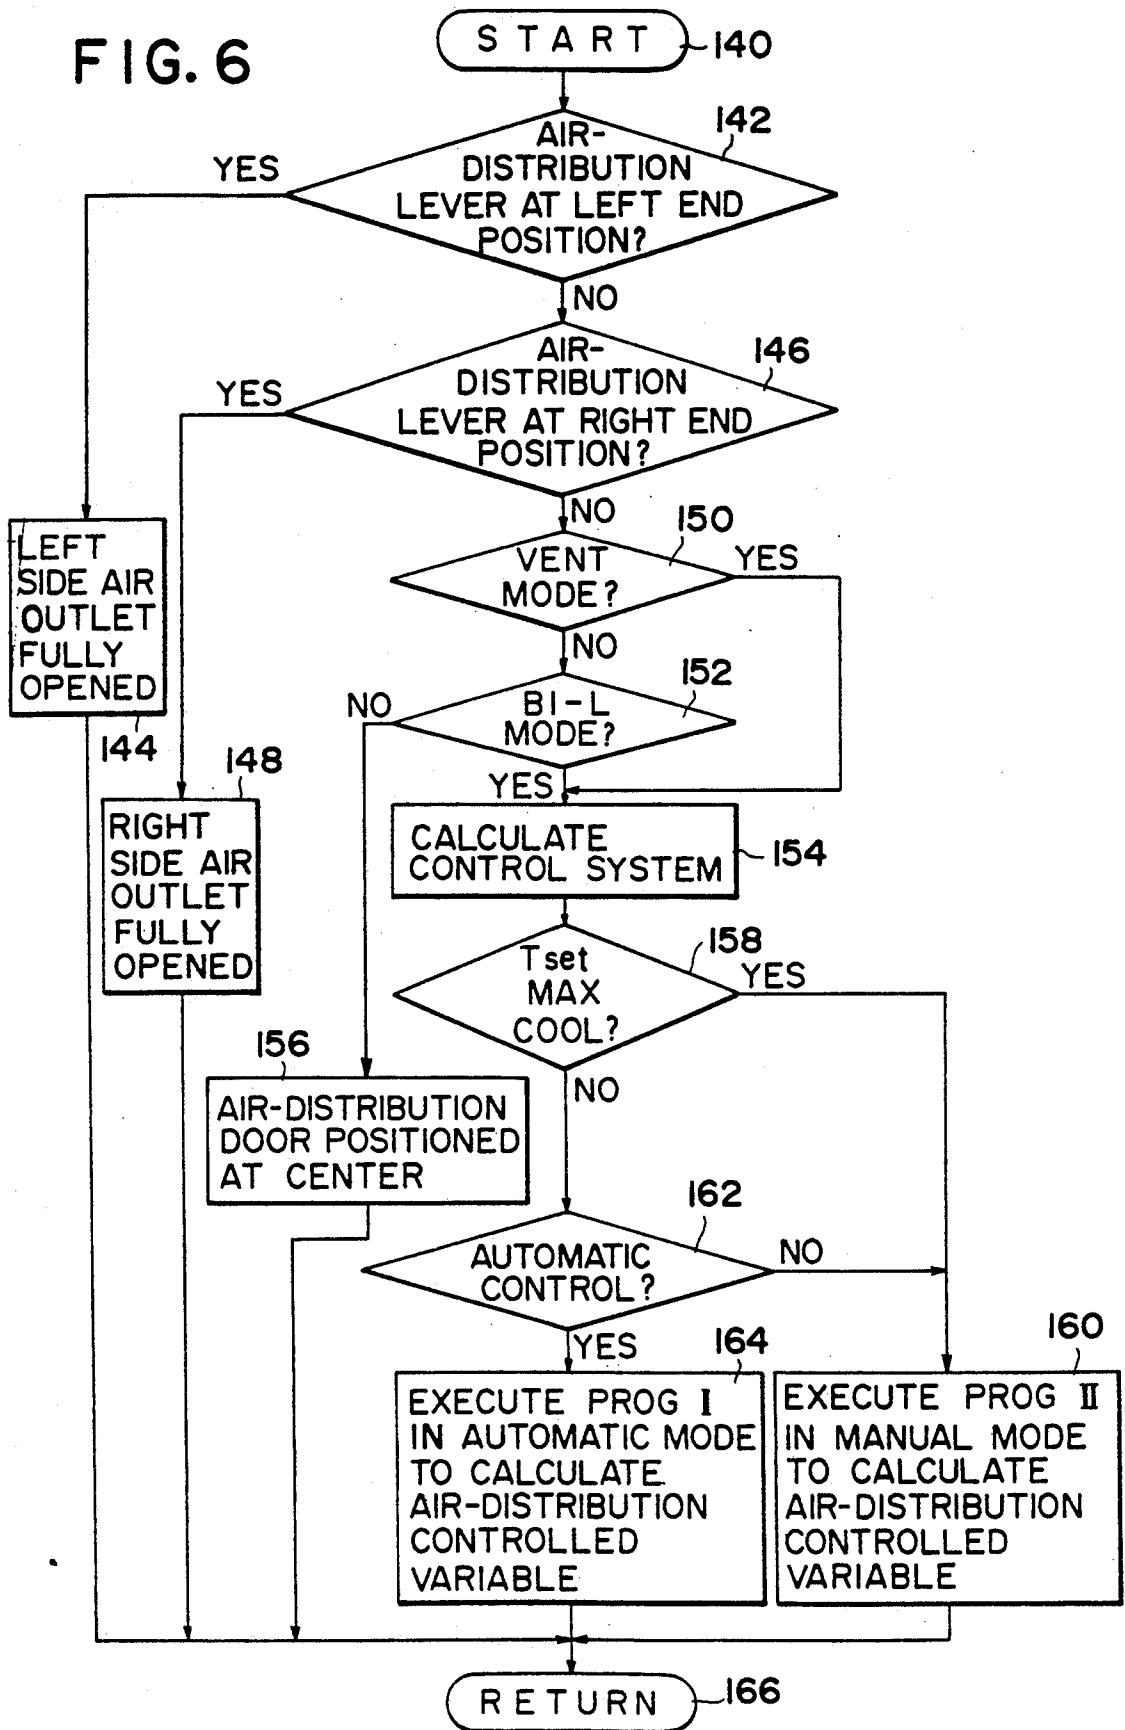 FIG. 6
START
140
AIR-
DISTRIBUTION
LEVER AT LEFT END
POSITION?
142
YES
NO
AIR-
DISTRIBUTION
LEVER AT RIGHT END
POSITION?
146
YES
NO
VENT
MODE?
150
YES
NO
LEFT
SIDE AIR
OUTLET
FULLY
OPENED
144
BI-L
MODE?
152
NO
YES
RIGHT
SIDE AIR
OUTLET
FULLY
OPENED
148
CALCULATE
CONTROL SYSTEM
154
Tset
MAX
COOL?
158
YES
NO
156
AIR-DISTRIBUTION
DOOR POSITIONED
AT CENTER
AUTOMATIC
CONTROL?
162
NO
YES
164
EXECUTE PROG I
IN AUTOMATIC MODE
TO CALCULATE
AIR-DISTRIBUTION
CONTROLLED
VARIABLE
160
EXECUTE PROG II
IN MANUAL MODE
TO CALCULATE
AIR-DISTRIBUTION
CONTROLLED
VARIABLE
RETURN
166